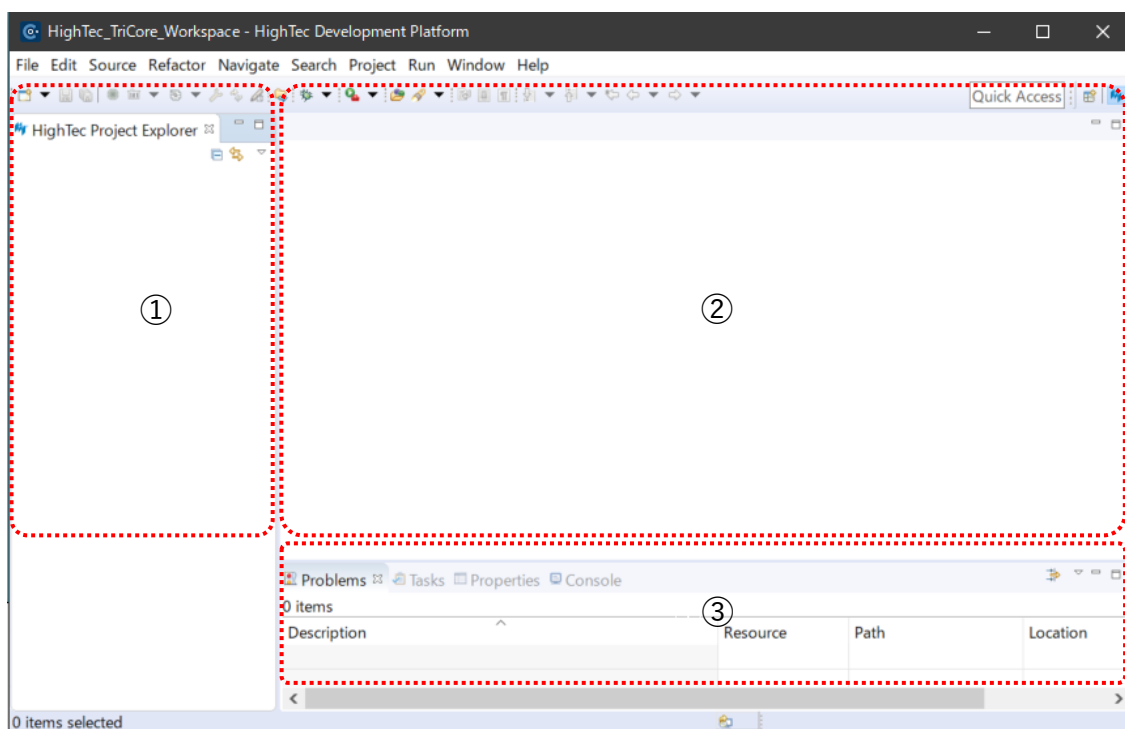 HighTec_TriCore_Workspace - HighTec Development Platform
File Edit Source Refactor Navigate Search Project Run Window Help
Quick Access
HighTec Project Explorer
①
②
Problems Tasks Properties Console
0 items
③
Description Resource Path Location
0 items selected